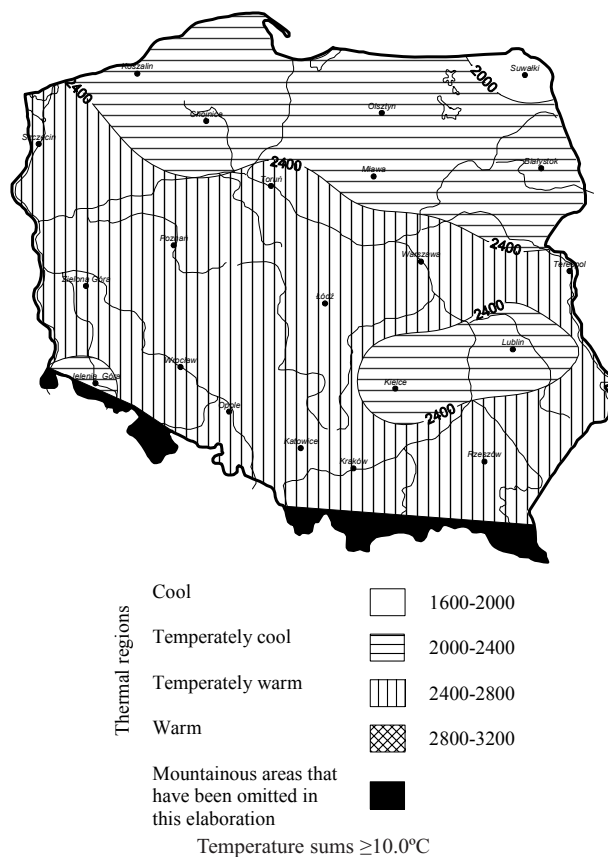 Koszalin
2400
2000
Suwałki
Chojnice
Olsztyn
Szczecin
2400
Białystok
Mława
Toruń
Poznań
2400
Warszawa
Terespol
Zielona Góra
Łódź
2400
Lublin
Wrocław
Jelenia Góra
Kielce
Opole
2400
Katowice
Kraków
Rzeszów
Thermal regions
Cool 1600-2000
Temperately cool 2000-2400
Temperately warm 2400-2800
Warm 2800-3200
Mountainous areas that
have been omitted in
this elaboration
Temperature sums ≥10.0ºC